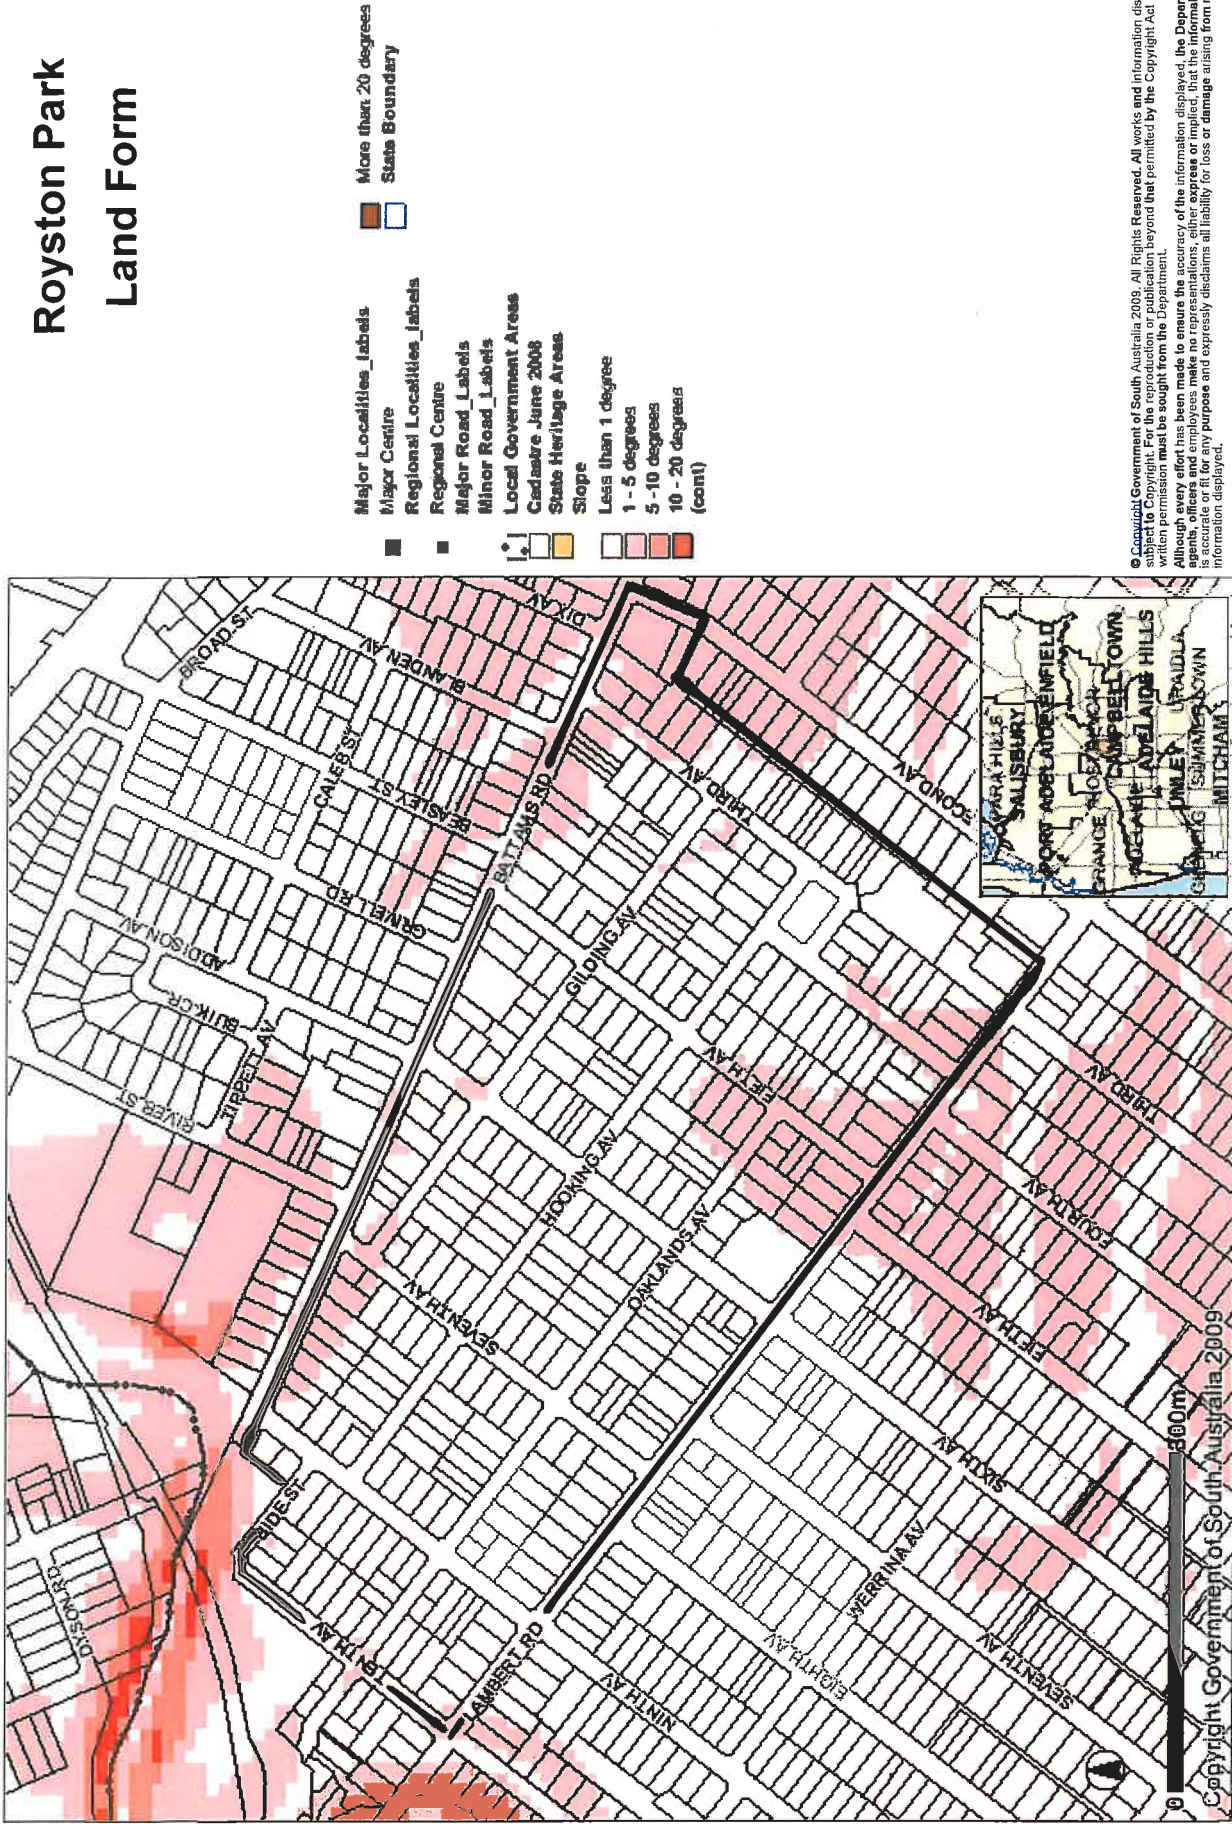 Royston Park
Land Form
Major Localities_labels
Major Centre
Regional Localities_labels
Regional Centre
Major Road_Labels
Minor Road_Labels
Local Government Areas
Cadastre June 2008
State Heritage Areas
Slope
Less than 1 degree
1 - 5 degrees
5 -10 degrees
10 - 20 degrees
(cont)
More than 20 degrees
State Boundary
© Copyright Government of South Australia 2009. All Rights Reserved. All works and information dis
subject to Copyright. For the reproduction or publication beyond that permitted by the Copyright Act
written permission must be sought from the Department.
Although every effort has been made to ensure the accuracy of the information displayed, the Depar
agents, officers and employees make no representations, either express or implied, that the informat
is accurate or fit for any purpose and expressly disclaims all liability for loss or damage arising from
information displayed.
BROAD.ST
DIX.AV
BLANDEN.AV
CALEB.ST
BEASLEY.ST
BATTAMS RD
GRIVELL RD
ADDISON.AV
BUIK.CR
TIPPETT.AV
RIVER.ST
THIRD AV
SECOND AV
GILDING.AV
FIFTH AV
HOOKING.AV
OAKLANDS.AV
SEVENTH AV
THIRD AV
FOURTH AV
FIFTH AV
SIXTH AV
WERRINA.AV
SEVENTH AV
EIGHTH.AV
NINTH AV
LAMBERT RD
TENTH AV
DYSON.RD
SALISBURY
PORT ADELAIDE ENFIELD
GRANGE
CAMPBELLTOWN
ADELAIDE
ADELAIDE HILLS
UNLEY
URAIDLA
GLENELG
SUMMERTOWN
MITCHAM
0
300m
Copyright Government of South Australia 2009